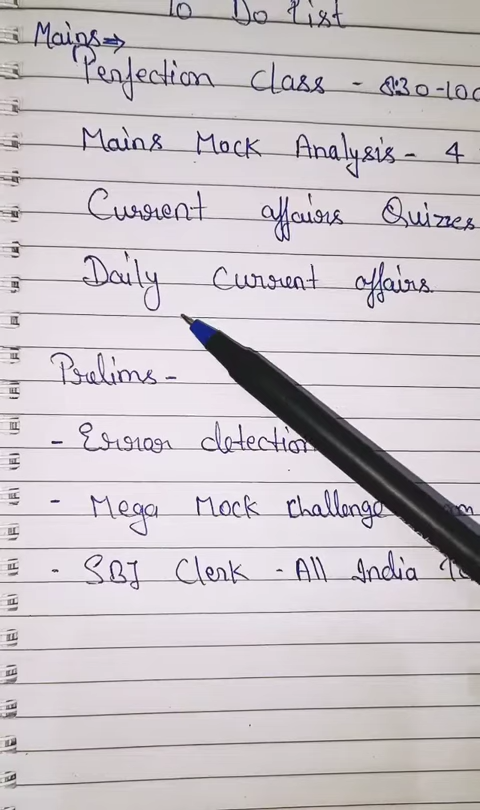 To Do List
Mains⇒
Perfection Class - 8:30-100
Mains Mock Analysis - 4
Current affairs Quizzes
Daily Current affairs.
Prelims -
- Error detection
- Mega Mock Challenge
- SBI Clerk - All India